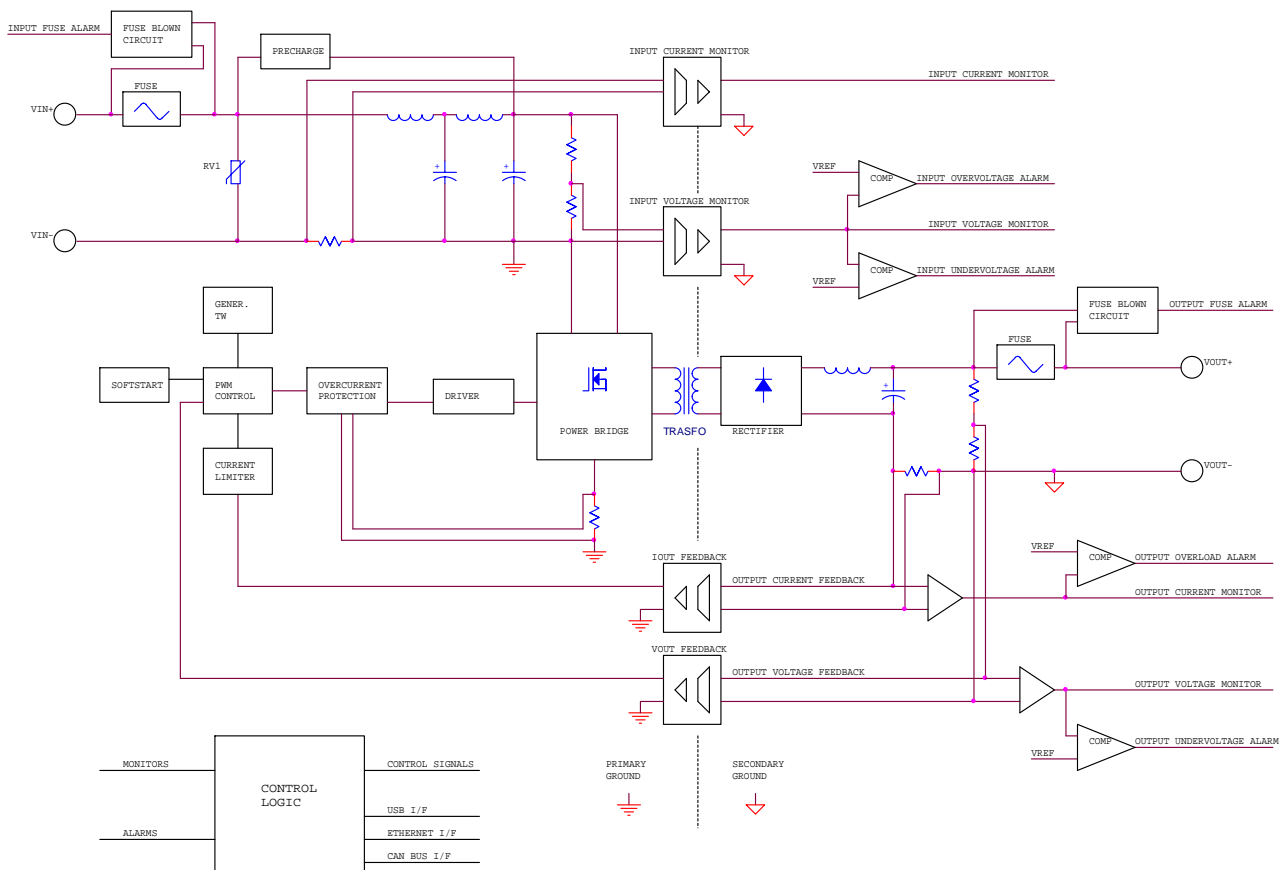 INPUT FUSE ALARM
FUSE BLOWN
CIRCUIT
PRECHARGE
INPUT CURRENT MONITOR
INPUT CURRENT MONITOR
FUSE
VIN+
RV1
VREF
COMP
INPUT OVERVOLTAGE ALARM
INPUT VOLTAGE MONITOR
INPUT VOLTAGE MONITOR
VIN-
COMP
INPUT UNDERVOLTAGE ALARM
VREF
GENER.
TW
FUSE BLOWN
CIRCUIT
OUTPUT FUSE ALARM
FUSE
VOUT+
SOFTSTART
PWM
CONTROL
OVERCURRENT
PROTECTION
DRIVER
POWER BRIDGE
TRASFO
RECTIFIER
CURRENT
LIMITER
VOUT-
IOUT FEEDBACK
OUTPUT CURRENT FEEDBACK
VREF
COMP
OUTPUT OVERLOAD ALARM
OUTPUT CURRENT MONITOR
VOUT FEEDBACK
OUTPUT VOLTAGE FEEDBACK
OUTPUT VOLTAGE MONITOR
VREF
COMP
OUTPUT UNDERVOLTAGE ALARM
MONITORS
ALARMS
CONTROL
LOGIC
CONTROL SIGNALS
USB I/F
ETHERNET I/F
CAN BUS I/F
PRIMARY
GROUND
SECONDARY
GROUND
+
+
+